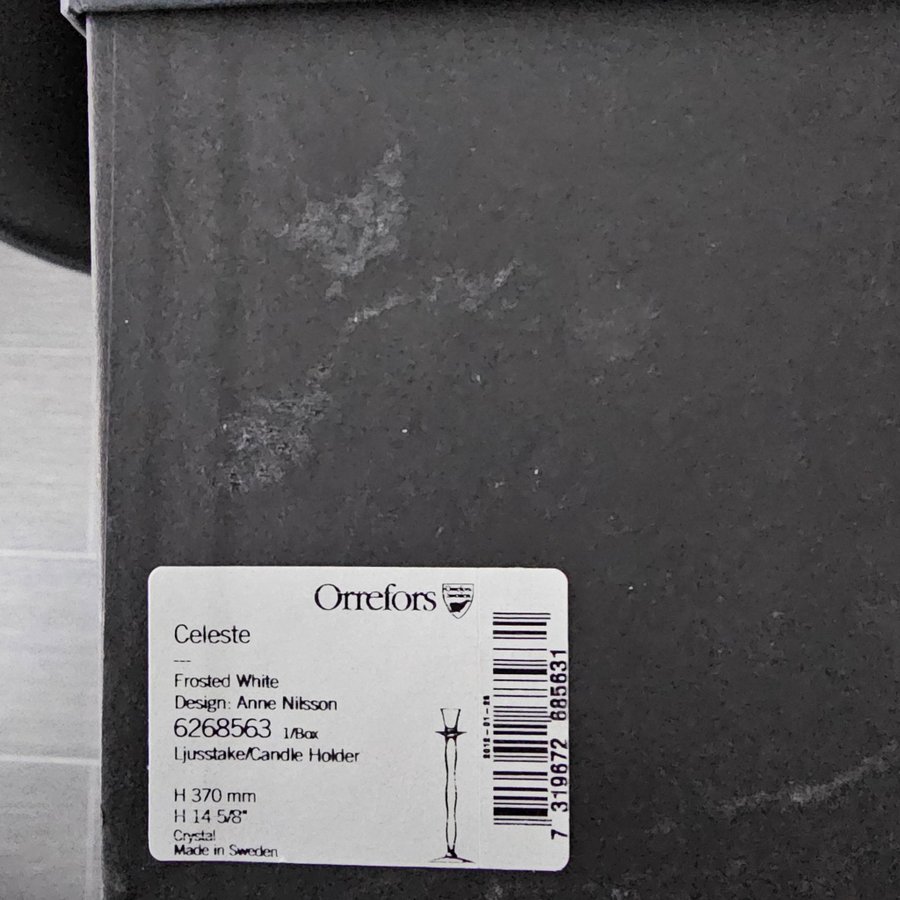 Orrefors
Celeste
---
Frosted White
Design: Anne Nilsson
6268563 1/Box
Ljusstake/Candle Holder
H 370 mm
H 14 5/8"
Crystal
Made in Sweden
7 319672 685631